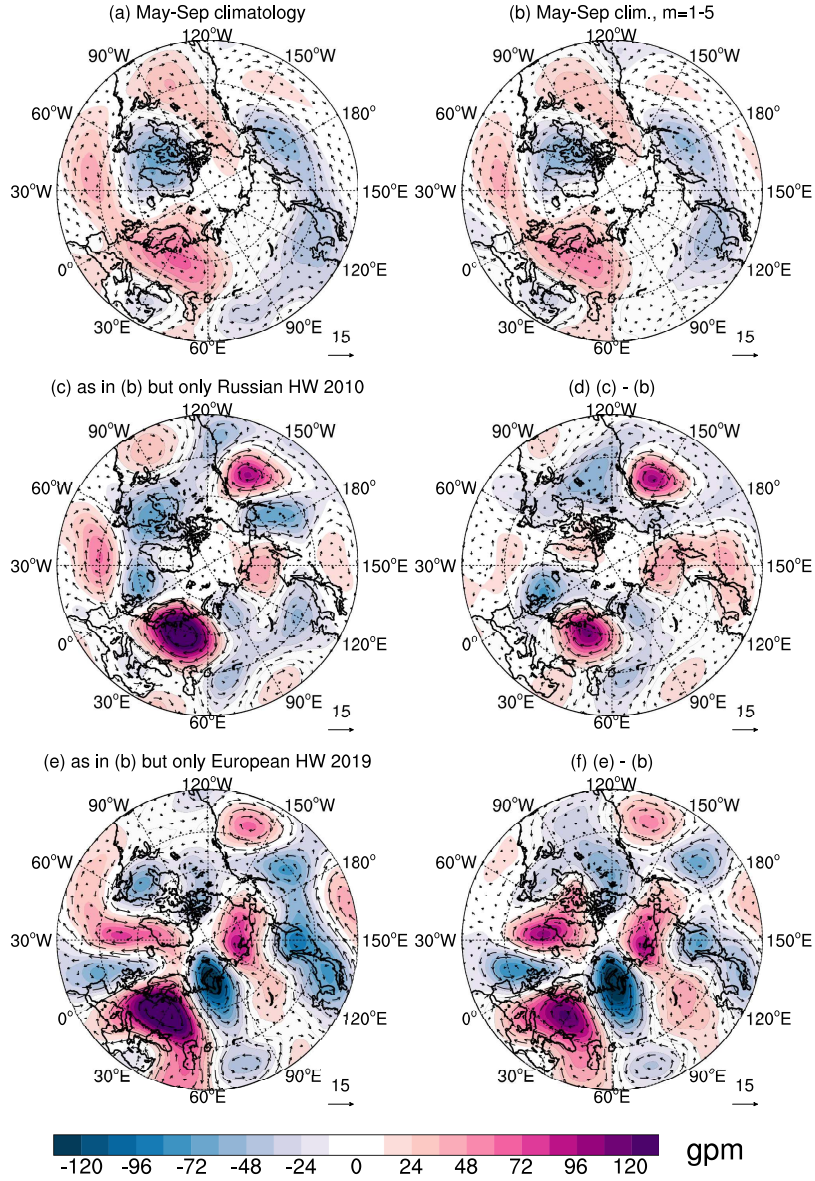 (a) May-Sep climatology
(b) May-Sep clim., m=1-5
120°W
90°W
150°W
60°W
180°
30°W
150°E
0°
120°E
30°E
90°E
60°E
15
120°W
90°W
150°W
60°W
180°
30°W
150°E
0°
120°E
30°E
90°E
60°E
15
(c) as in (b) but only Russian HW 2010
(d) (c) - (b)
120°W
90°W
150°W
60°W
180°
30°W
150°E
0°
120°E
30°E
90°E
60°E
15
120°W
90°W
150°W
60°W
180°
30°W
150°E
0°
120°E
30°E
90°E
60°E
15
(e) as in (b) but only European HW 2019
(f) (e) - (b)
120°W
90°W
150°W
60°W
180°
30°W
150°E
0°
120°E
30°E
90°E
60°E
15
120°W
90°W
150°W
60°W
180°
30°W
150°E
0°
120°E
30°E
90°E
60°E
15
-120 -96 -72 -48 -24 0 24 48 72 96 120 gpm